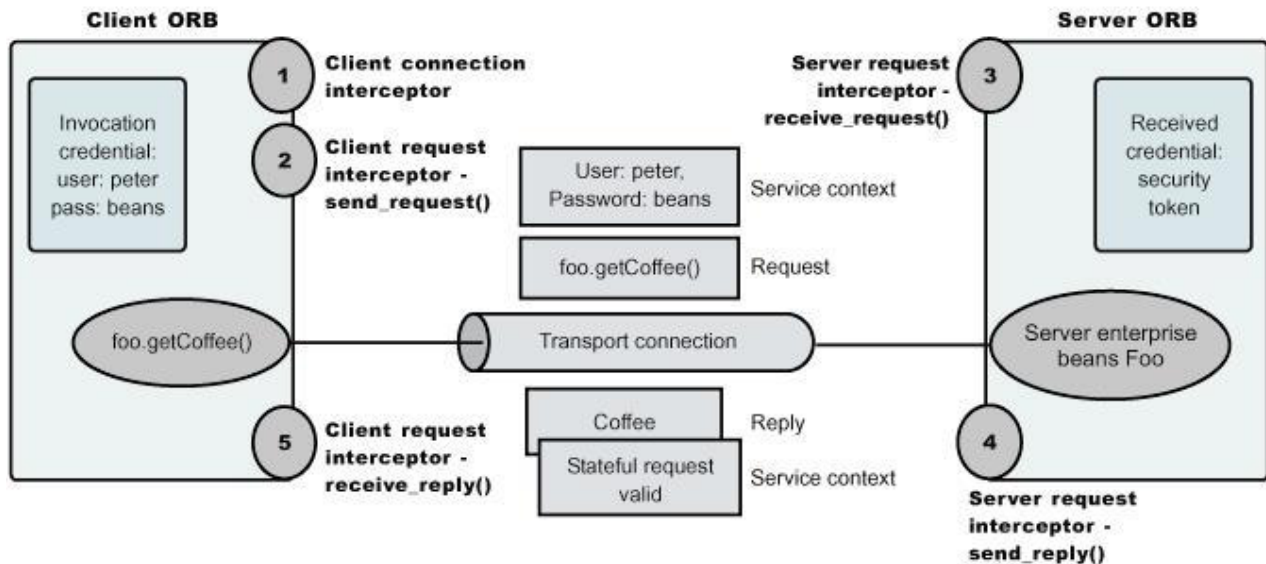 Client ORB
Server ORB
1
Client connection
interceptor
Invocation
credential:
user: peter
pass: beans
2
Client request
interceptor -
send_request()
User: peter,
Password: beans
Service context
foo.getCoffee()
Request
Server request
interceptor -
receive_request()
3
Received
credential:
security
token
foo.getCoffee()
Transport connection
Server enterprise
beans Foo
5
Client request
interceptor -
receive_reply()
Coffee
Reply
Stateful request
valid
Service context
4
Server request
interceptor -
send_reply()